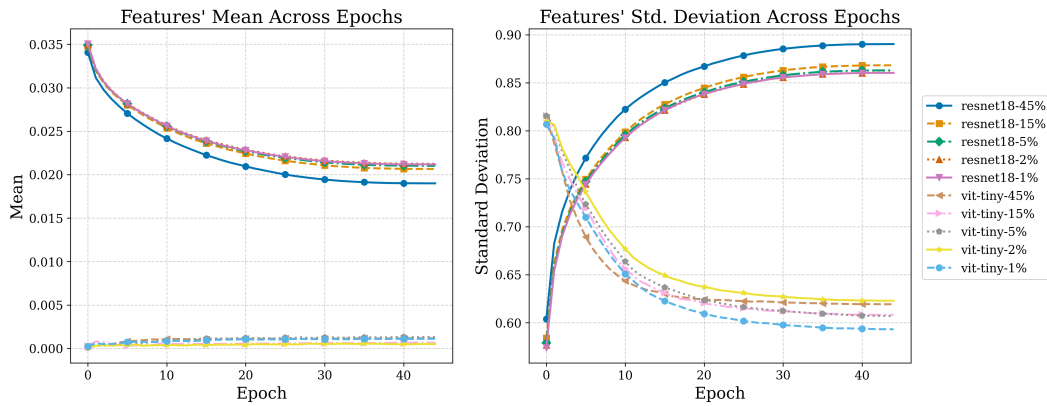 Features' Mean Across Epochs
0.035
0.030
0.025
0.020
0.015
0.010
0.005
0.000
Mean
0
10
20
30
40
Epoch
Features' Std. Deviation Across Epochs
0.90
0.85
0.80
0.75
0.70
0.65
0.60
Standard Deviation
0
10
20
30
40
Epoch
resnet18-45%
resnet18-15%
resnet18-5%
resnet18-2%
resnet18-1%
vit-tiny-45%
vit-tiny-15%
vit-tiny-5%
vit-tiny-2%
vit-tiny-1%